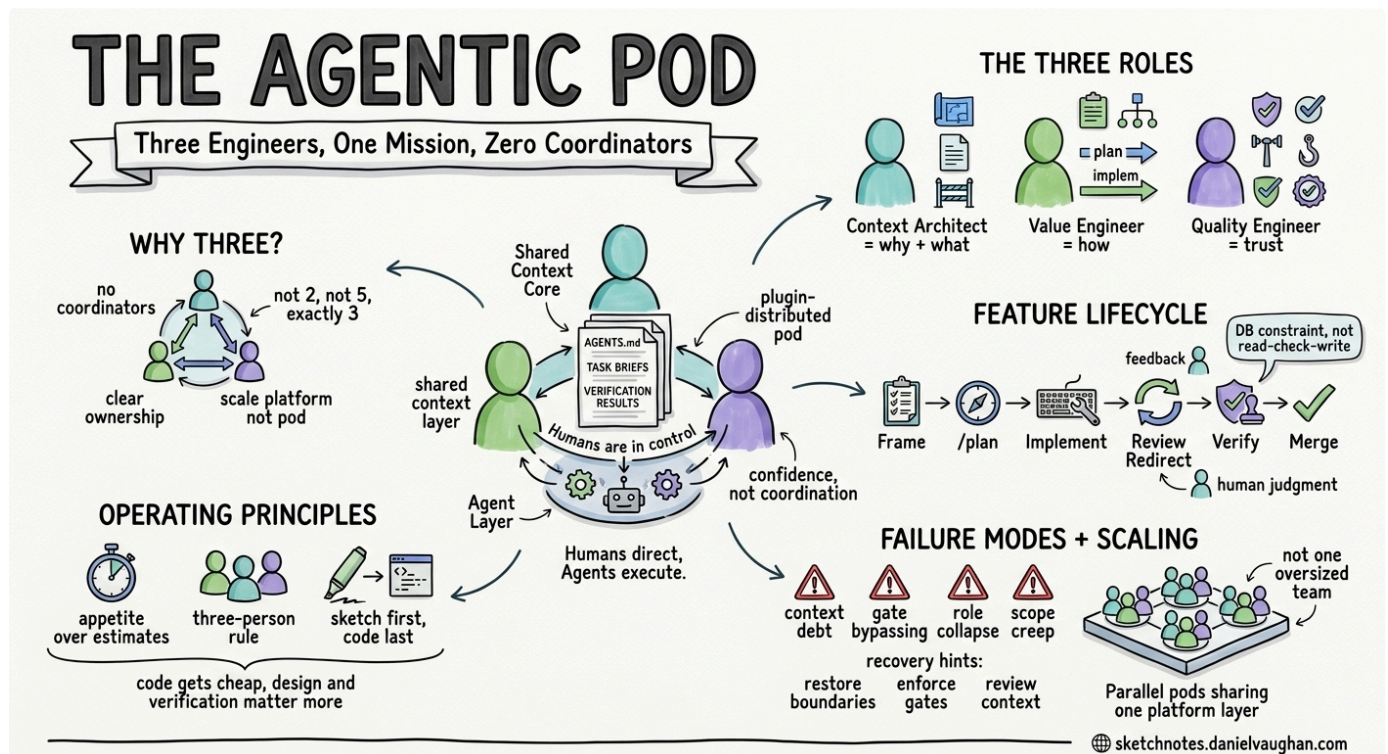 THE AGENTIC POD
Three Engineers, One Mission, Zero Coordinators
WHY THREE?
no
coordinators
not 2, not 5,
exactly 3
clear
ownership
scale platform
not pod
OPERATING PRINCIPLES
appetite
over estimates
three-person
rule
sketch first,
code last
code gets cheap, design and
verification matter more
Shared
Context
Core
plugin-
distributed
pod
AGENTS.md
TASK BRIEFS
VERIFICATION
RESULTS
shared
context
layer
Humans are in control
confidence,
not coordination
Agent
Layer
Humans direct,
Agents execute.
THE THREE ROLES
Context Architect
= why + what
plan
implem
Value Engineer
= how
Quality Engineer
= trust
FEATURE LIFECYCLE
DB constraint, not
read-check-write
feedback
Frame
/plan
Implement
Review
Redirect
Verify
Merge
human judgment
FAILURE MODES + SCALING
context
debt
gate
bypassing
role
collapse
scope
creep
recovery hints:
restore
boundaries
enforce
gates
review
context
not one
oversized
team
Parallel pods sharing
one platform layer
sketchnotes.danielvaughan.com